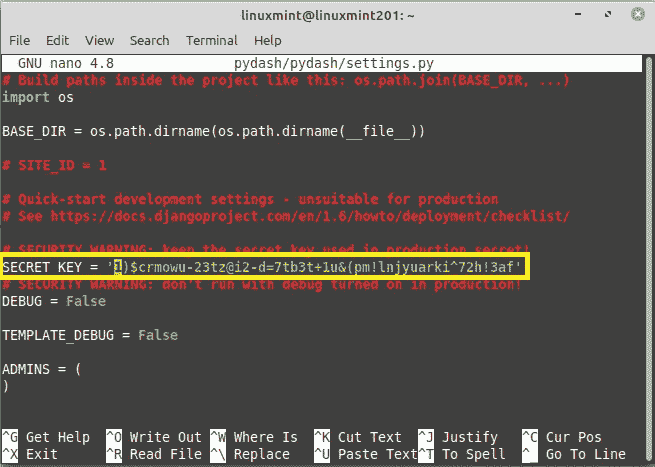 linuxmint@linuxmint201: ~
File Edit View Search Terminal Help
GNU nano 4.8 pydash/pydash/settings.py
# Build paths inside the project like this: os.path.join(BASE_DIR, ...)
import os
BASE_DIR = os.path.dirname(os.path.dirname(__file__))
# SITE_ID = 1
# Quick-start development settings - unsuitable for production
# See https://docs.djangoproject.com/en/1.6/howto/deployment/checklist/
# SECURITY WARNING: keep the secret key used in production secret!
SECRET_KEY = '1)$crmowu-23tz@i2-d=7tb3t+1u&(pm!lnjyuarki^72h!3af'
# SECURITY WARNING: don't run with debug turned on in production!
DEBUG = False
TEMPLATE_DEBUG = False
ADMINS = (
)
^G Get Help ^O Write Out ^W Where Is ^K Cut Text ^J Justify ^C Cur Pos
^X Exit ^R Read File ^\ Replace ^U Paste Text ^T To Spell ^_ Go To Line